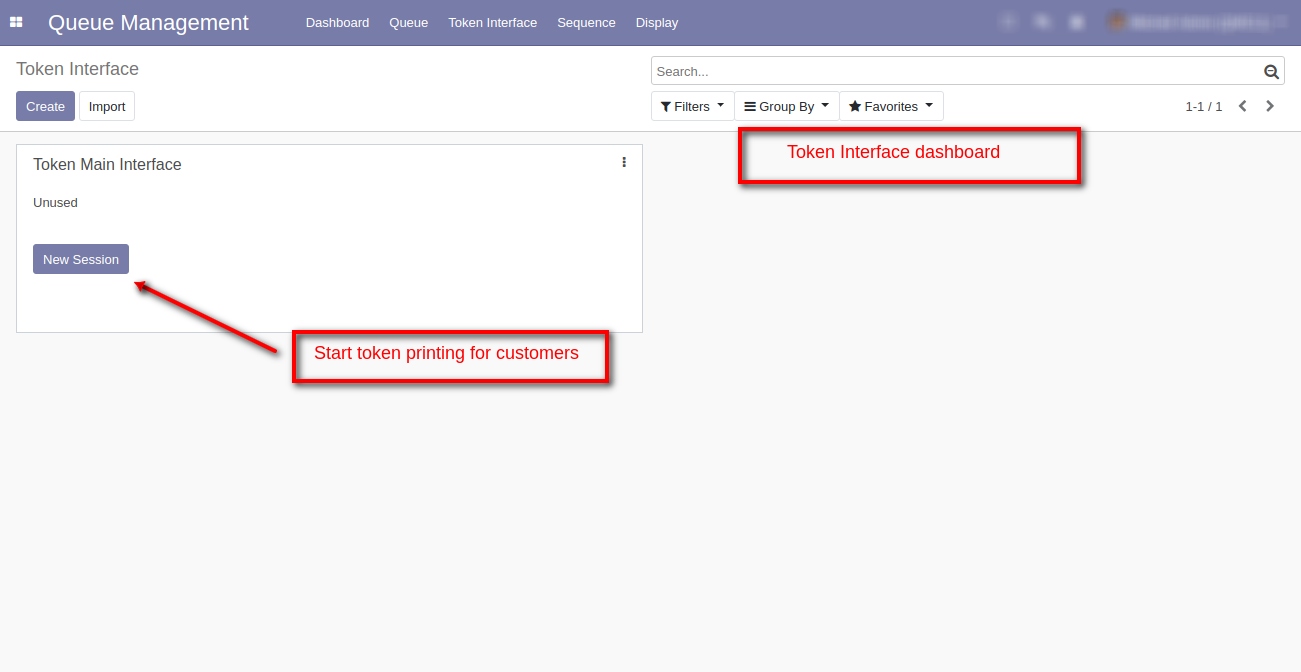 Queue Management
Dashboard Queue Token Interface Sequence Display
Token Interface
Search...
Create Import
Filters Group By Favorites
1-1 / 1
Token Interface dashboard
Token Main Interface
Unused
New Session
Start token printing for customers